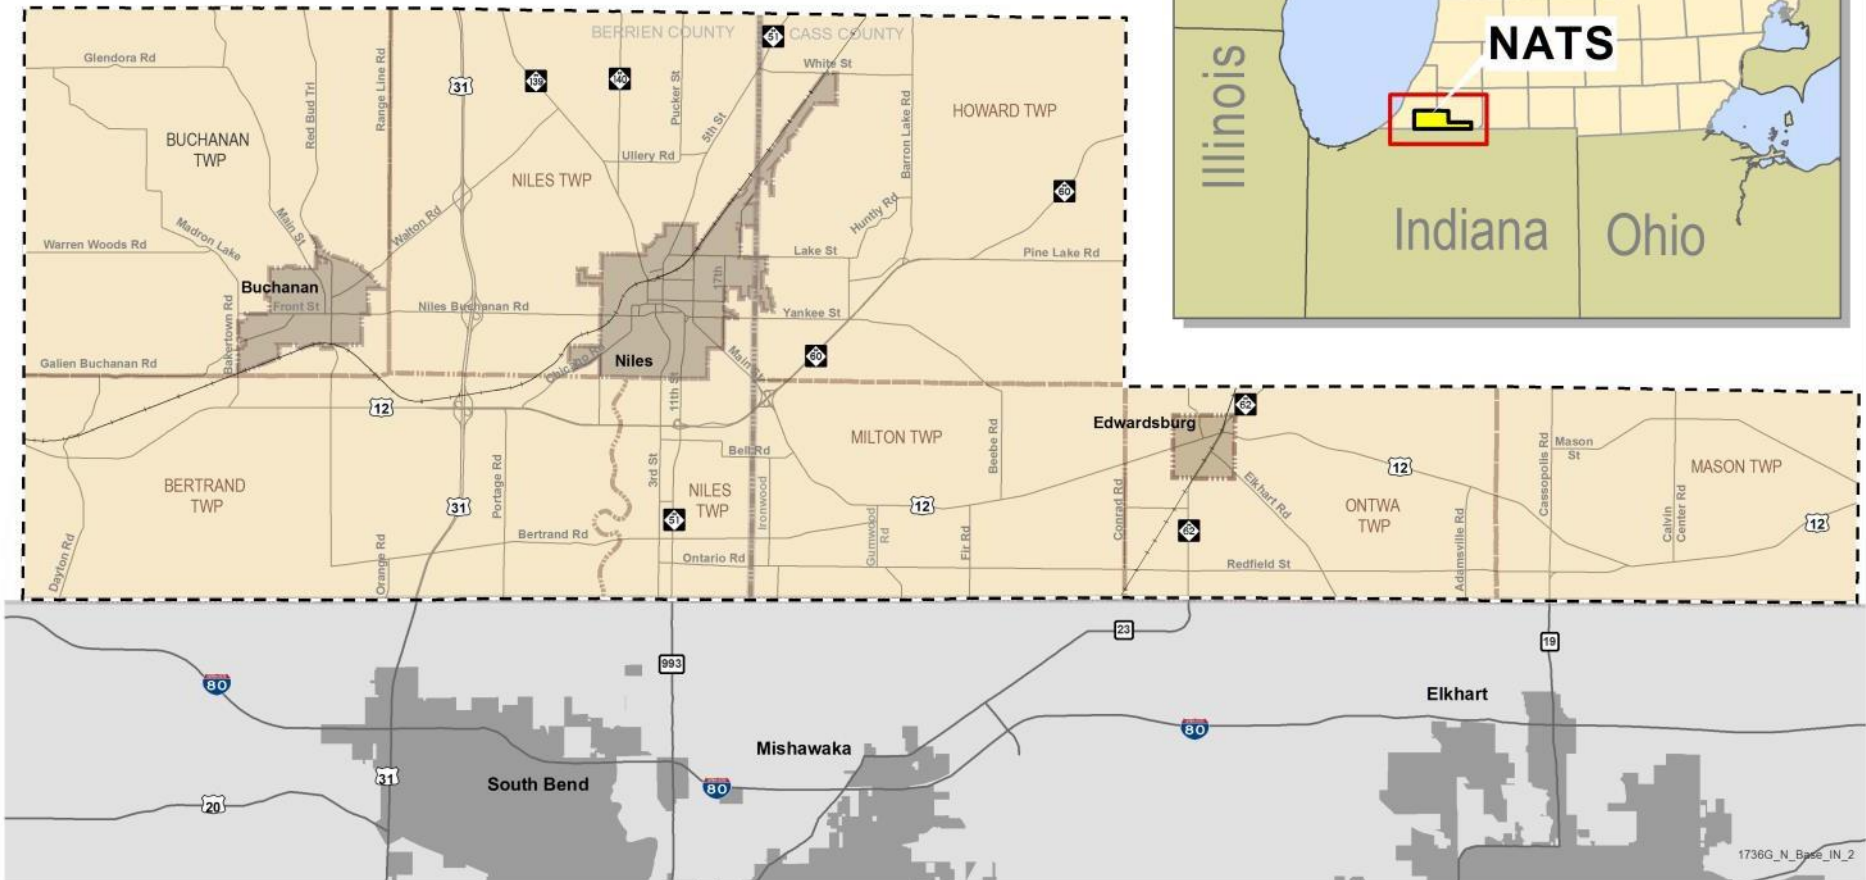 BERRIEN COUNTY
51
CASS COUNTY
NATS
Illinois
Indiana
Ohio
Glendora Rd
Red Bud Trl
Range Line Rd
31
139
140
Pucker St
5th St
White St
Barron Lake Rd
HOWARD TWP
BUCHANAN
TWP
NILES TWP
Ullery Rd
60
Main St
Madron Lake
Walton Rd
Huntly Rd
Warren Woods Rd
Lake St
Pine Lake Rd
17th
Buchanan
Front St
Niles Buchanan Rd
Yankee St
Bakertown Rd
Galien Buchanan Rd
Chicago Rd
Niles
Main St
60
11th St
12
Edwardsburg
62
MILTON TWP
Beebe Rd
Bell Rd
3rd St
Portage Rd
Cassopolis Rd
Mason
St
MASON TWP
12
BERTRAND
TWP
31
NILES
TWP
Ironwood
12
Conrad Rd
Elkhart Rd
ONTWA
TWP
Calvin
Center Rd
12
51
Bertrand Rd
Gumwood
Rd
Fir Rd
62
Adamsville Rd
Dayton Rd
Orange Rd
Ontario Rd
Redfield St
23
19
993
80
Elkhart
80
Mishawaka
31
South Bend
80
20
1736G_N_Base_IN_2